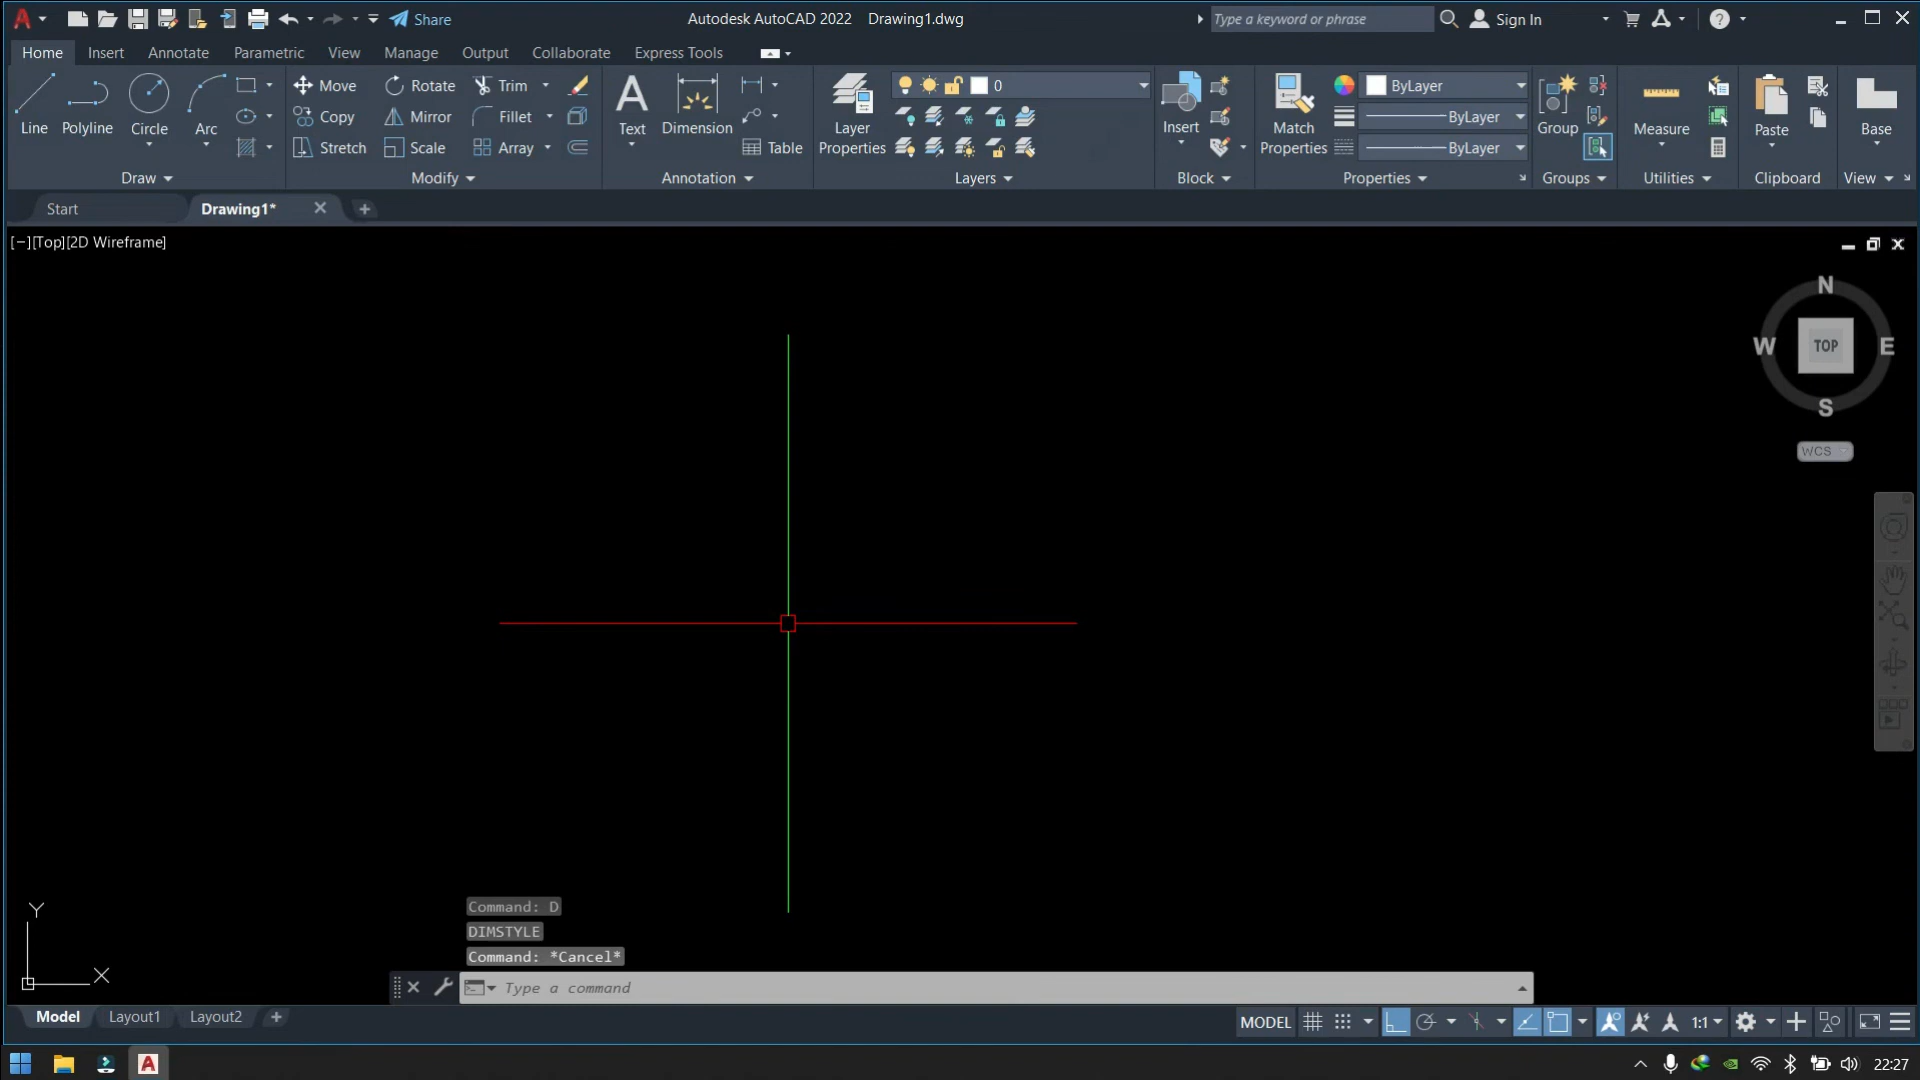 Share
Autodesk AutoCAD 2022 Drawing1.dwg
Type a keyword or phrase
Sign In
Home Insert Annotate Parametric View Manage Output Collaborate Express Tools
Line Polyline Circle Arc
Draw
Move Rotate Trim
Copy Mirror Fillet
Stretch Scale Array
Modify
Text Dimension Table
Annotation
Layer
Properties
0
Layers
Insert
Block
Match
Properties
ByLayer
ByLayer
ByLayer
Properties
Group
Groups
Measure
Utilities
Paste
Clipboard
Base
View
Start Drawing1*
[−][Top][2D Wireframe]
N
W TOP E
S
WCS
Y
X
Command: D
DIMSTYLE
Command: *Cancel*
Type a command
Model Layout1 Layout2
MODEL 1:1
22:27